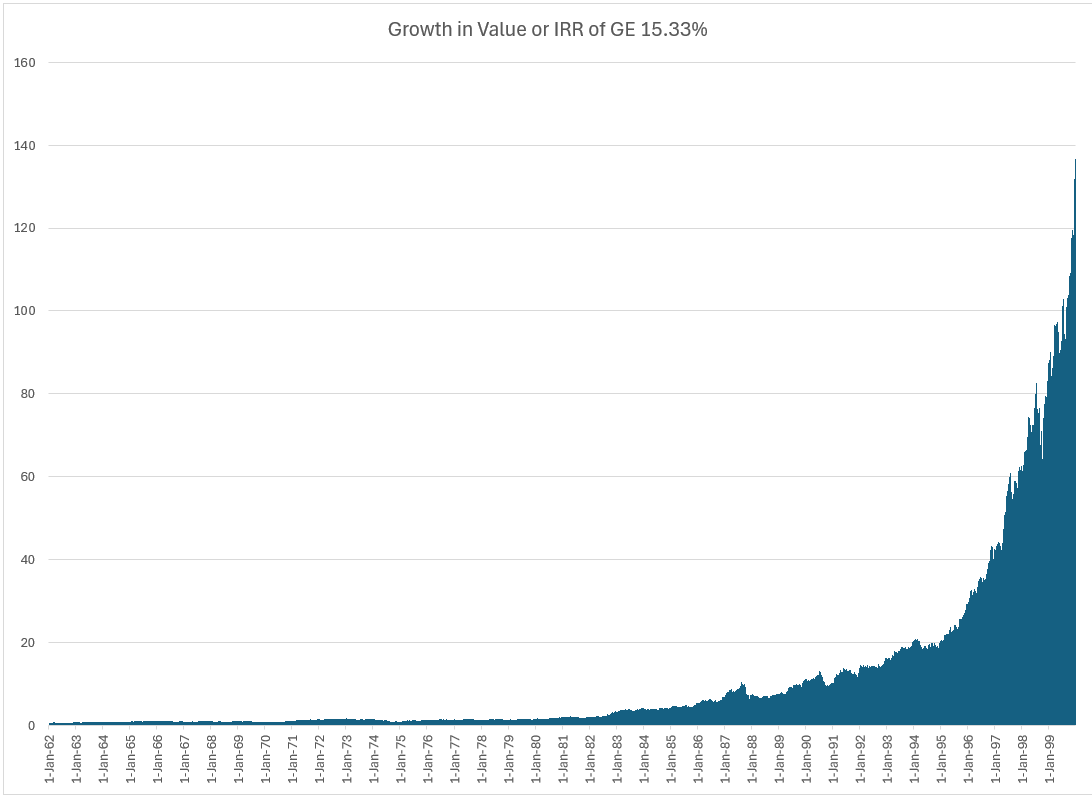 Growth in Value or IRR of GE 15.33%
160
140
120
100
80
60
40
20
0
1-Jan-62
1-Jan-63
1-Jan-64
1-Jan-65
1-Jan-66
1-Jan-67
1-Jan-68
1-Jan-69
1-Jan-70
1-Jan-71
1-Jan-72
1-Jan-73
1-Jan-74
1-Jan-75
1-Jan-76
1-Jan-77
1-Jan-78
1-Jan-79
1-Jan-80
1-Jan-81
1-Jan-82
1-Jan-83
1-Jan-84
1-Jan-85
1-Jan-86
1-Jan-87
1-Jan-88
1-Jan-89
1-Jan-90
1-Jan-91
1-Jan-92
1-Jan-93
1-Jan-94
1-Jan-95
1-Jan-96
1-Jan-97
1-Jan-98
1-Jan-99